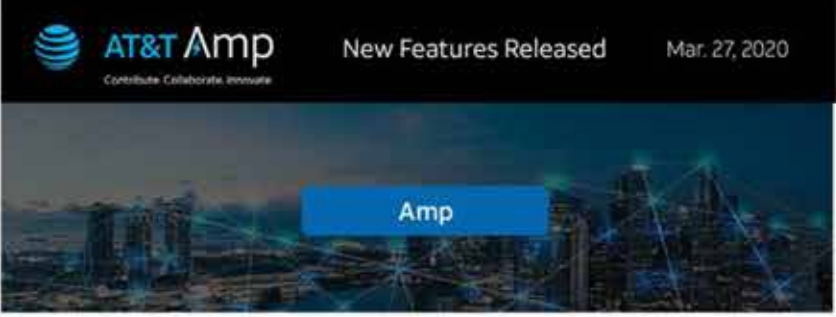 AT&T Amp
New Features Released
Mar. 27, 2020
Contribute. Collaborate. Innovate.
Amp